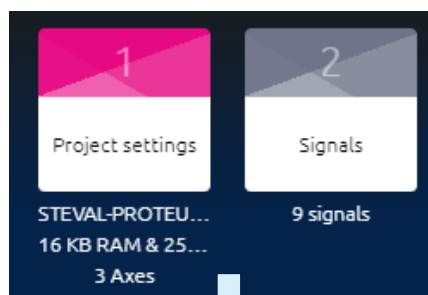 1
2
Project settings
Signals
STEVAL-PROTEU...
9 signals
16 KB RAM & 25...
3 Axes